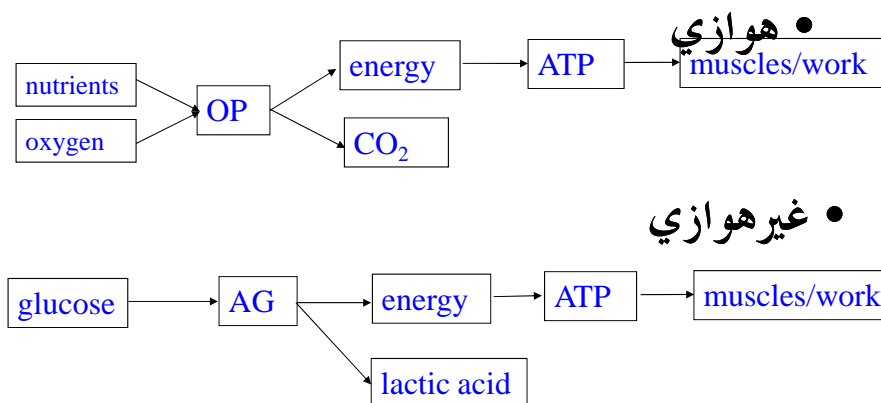 • هوازي
nutrients
oxygen
OP
energy
CO₂
ATP
muscles/work
• غيرهوازي
glucose
AG
energy
lactic acid
ATP
muscles/work